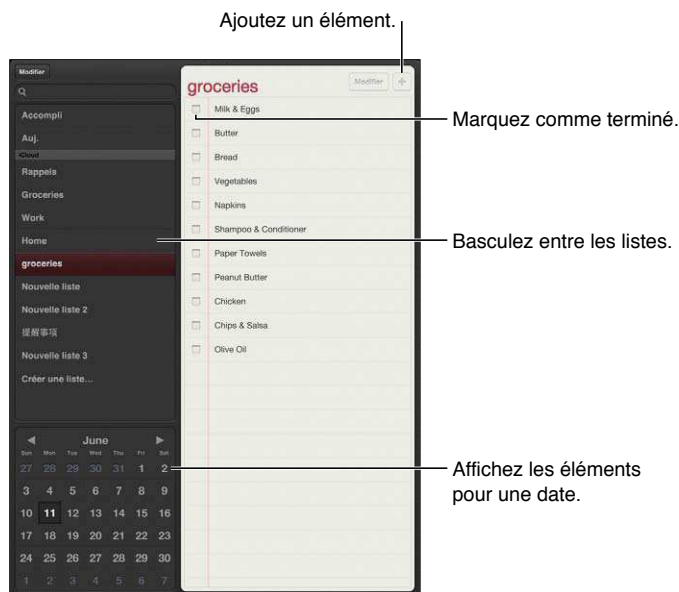 Ajoutez un élément.
Modifier
Accompli
Auj.
iCloud
Rappels
Groceries
Work
Home
groceries
Nouvelle liste
Nouvelle liste 2
提醒事项
Nouvelle liste 3
Créer une liste...
June
Sun Mon Tue Wed Thu Fri Sat
27 28 29 30 31 1 2
3 4 5 6 7 8 9
10 11 12 13 14 15 16
17 18 19 20 21 22 23
24 25 26 27 28 29 30
1 2 3 4 5 6 7
groceries
Modifier +
Milk & Eggs
Butter
Bread
Vegetables
Napkins
Shampoo & Conditioner
Paper Towels
Peanut Butter
Chicken
Chips & Salsa
Olive Oil
Marquez comme terminé.
Basculez entre les listes.
Affichez les éléments
pour une date.